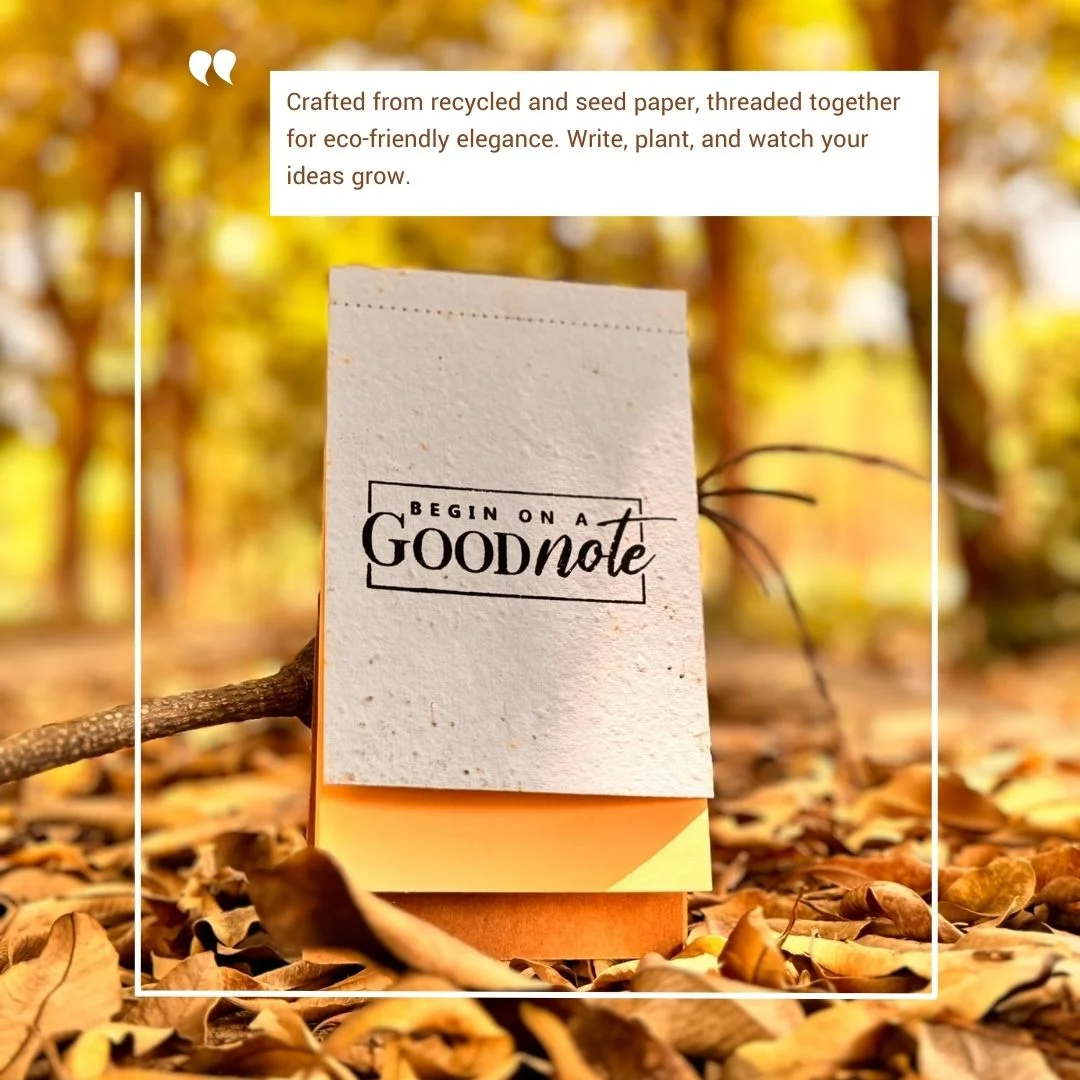 Crafted from recycled and seed paper, threaded together
for eco-friendly elegance. Write, plant, and watch your
ideas grow.
BEGIN ON A
GOODnote